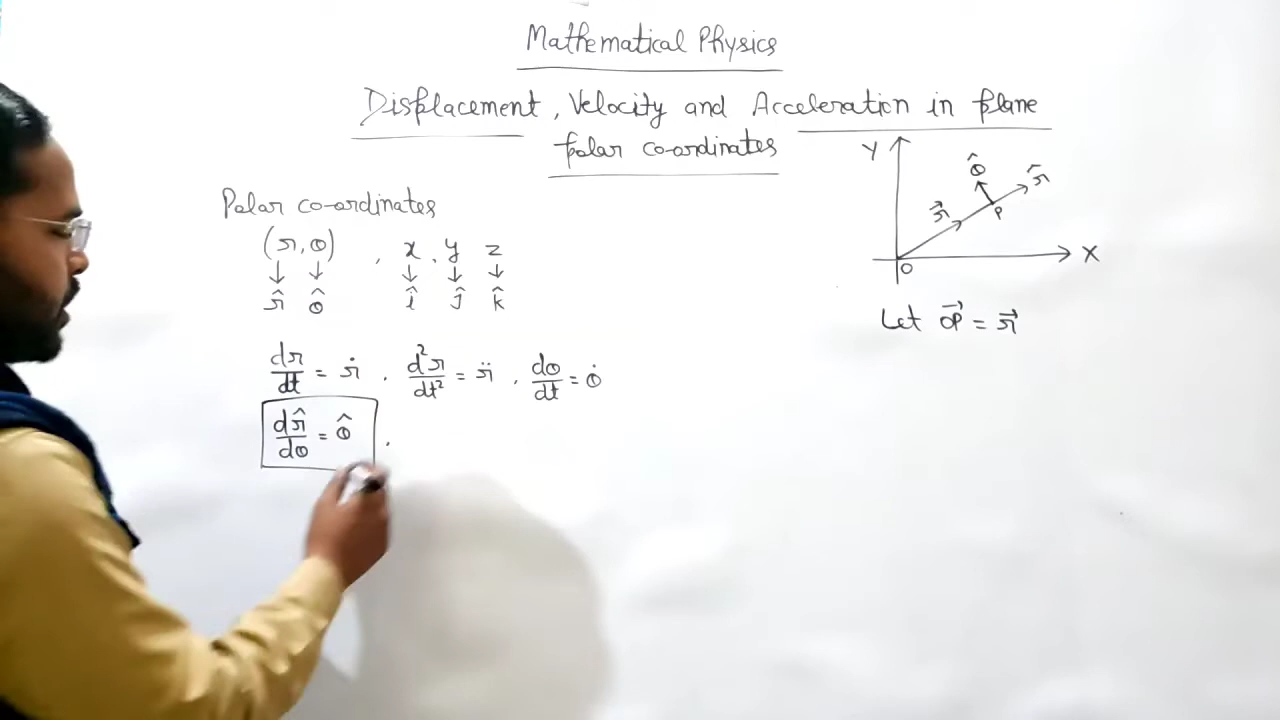 Mathematical Physics
Displacement, Velocity and Acceleration in plane
polar co-ordinates
Polar co-ordinates
(r, θ) , x, y z
↓ ↓ ↓ ↓ ↓
r̂ θ̂ î ĵ k̂
dr/dt = ṙ , d²r/dt² = r̈ , dθ/dt = θ̇
dr̂/dθ = θ̂ ,
Y
θ̂
r̂
r⃗
P
O
X
Let OP⃗ = r⃗